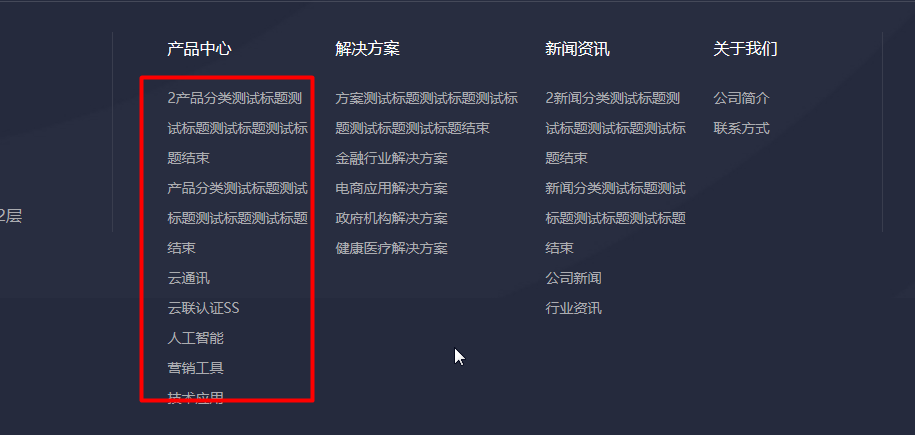 产品中心
2产品分类测试标题测
试标题测试标题测试标
题结束
产品分类测试标题测试
标题测试标题测试标题
结束
云通讯
云联认证SS
人工智能
营销工具
技术应用
解决方案
方案测试标题测试标题测试标
题测试标题测试标题结束
金融行业解决方案
电商应用解决方案
政府机构解决方案
健康医疗解决方案
新闻资讯
2新闻分类测试标题测
试标题测试标题测试标
题结束
新闻分类测试标题测试
标题测试标题测试标题
结束
公司新闻
行业资讯
关于我们
公司简介
联系方式
2层